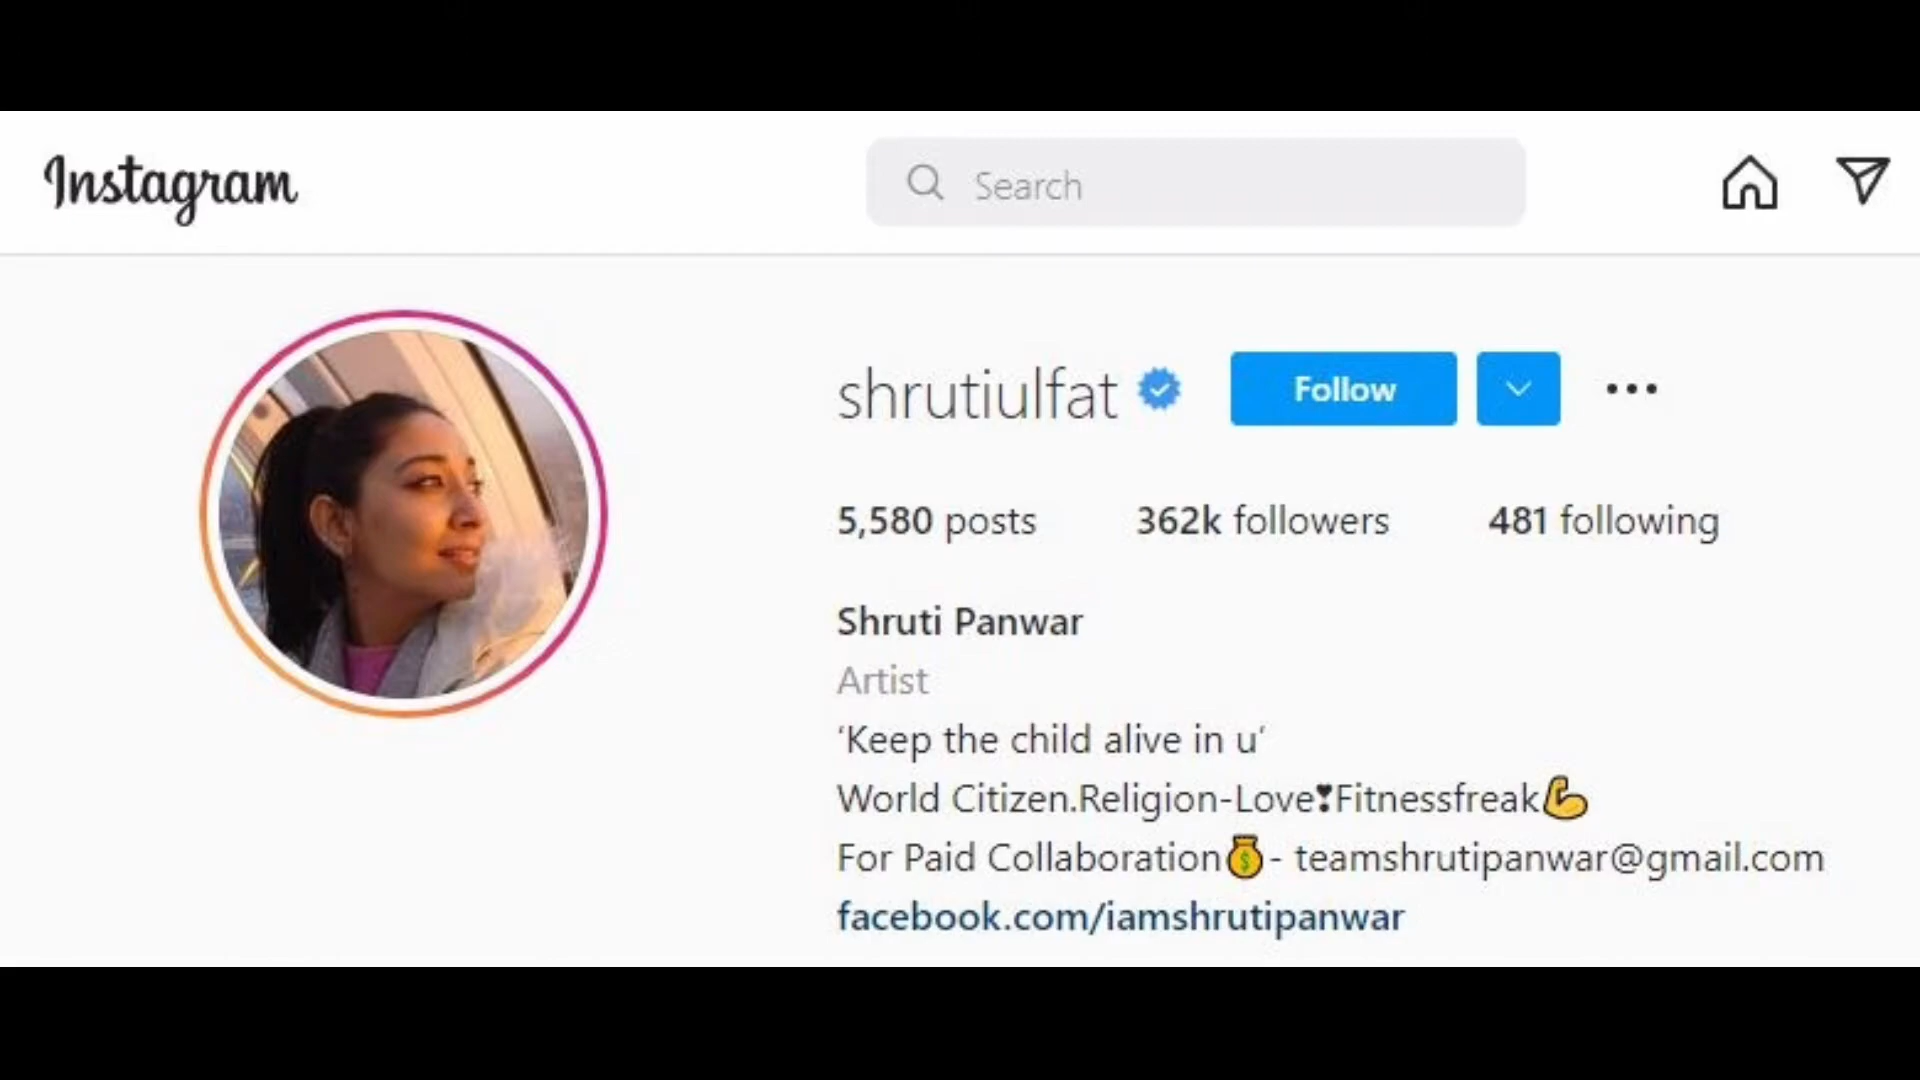 Instagram
Search
shrutiulfat
Follow
5,580 posts 362k followers 481 following
Shruti Panwar
Artist
‘Keep the child alive in u’
World Citizen.Religion-Love❣Fitnessfreak💪
For Paid Collaboration💰- teamshrutipanwar@gmail.com
facebook.com/iamshrutipanwar